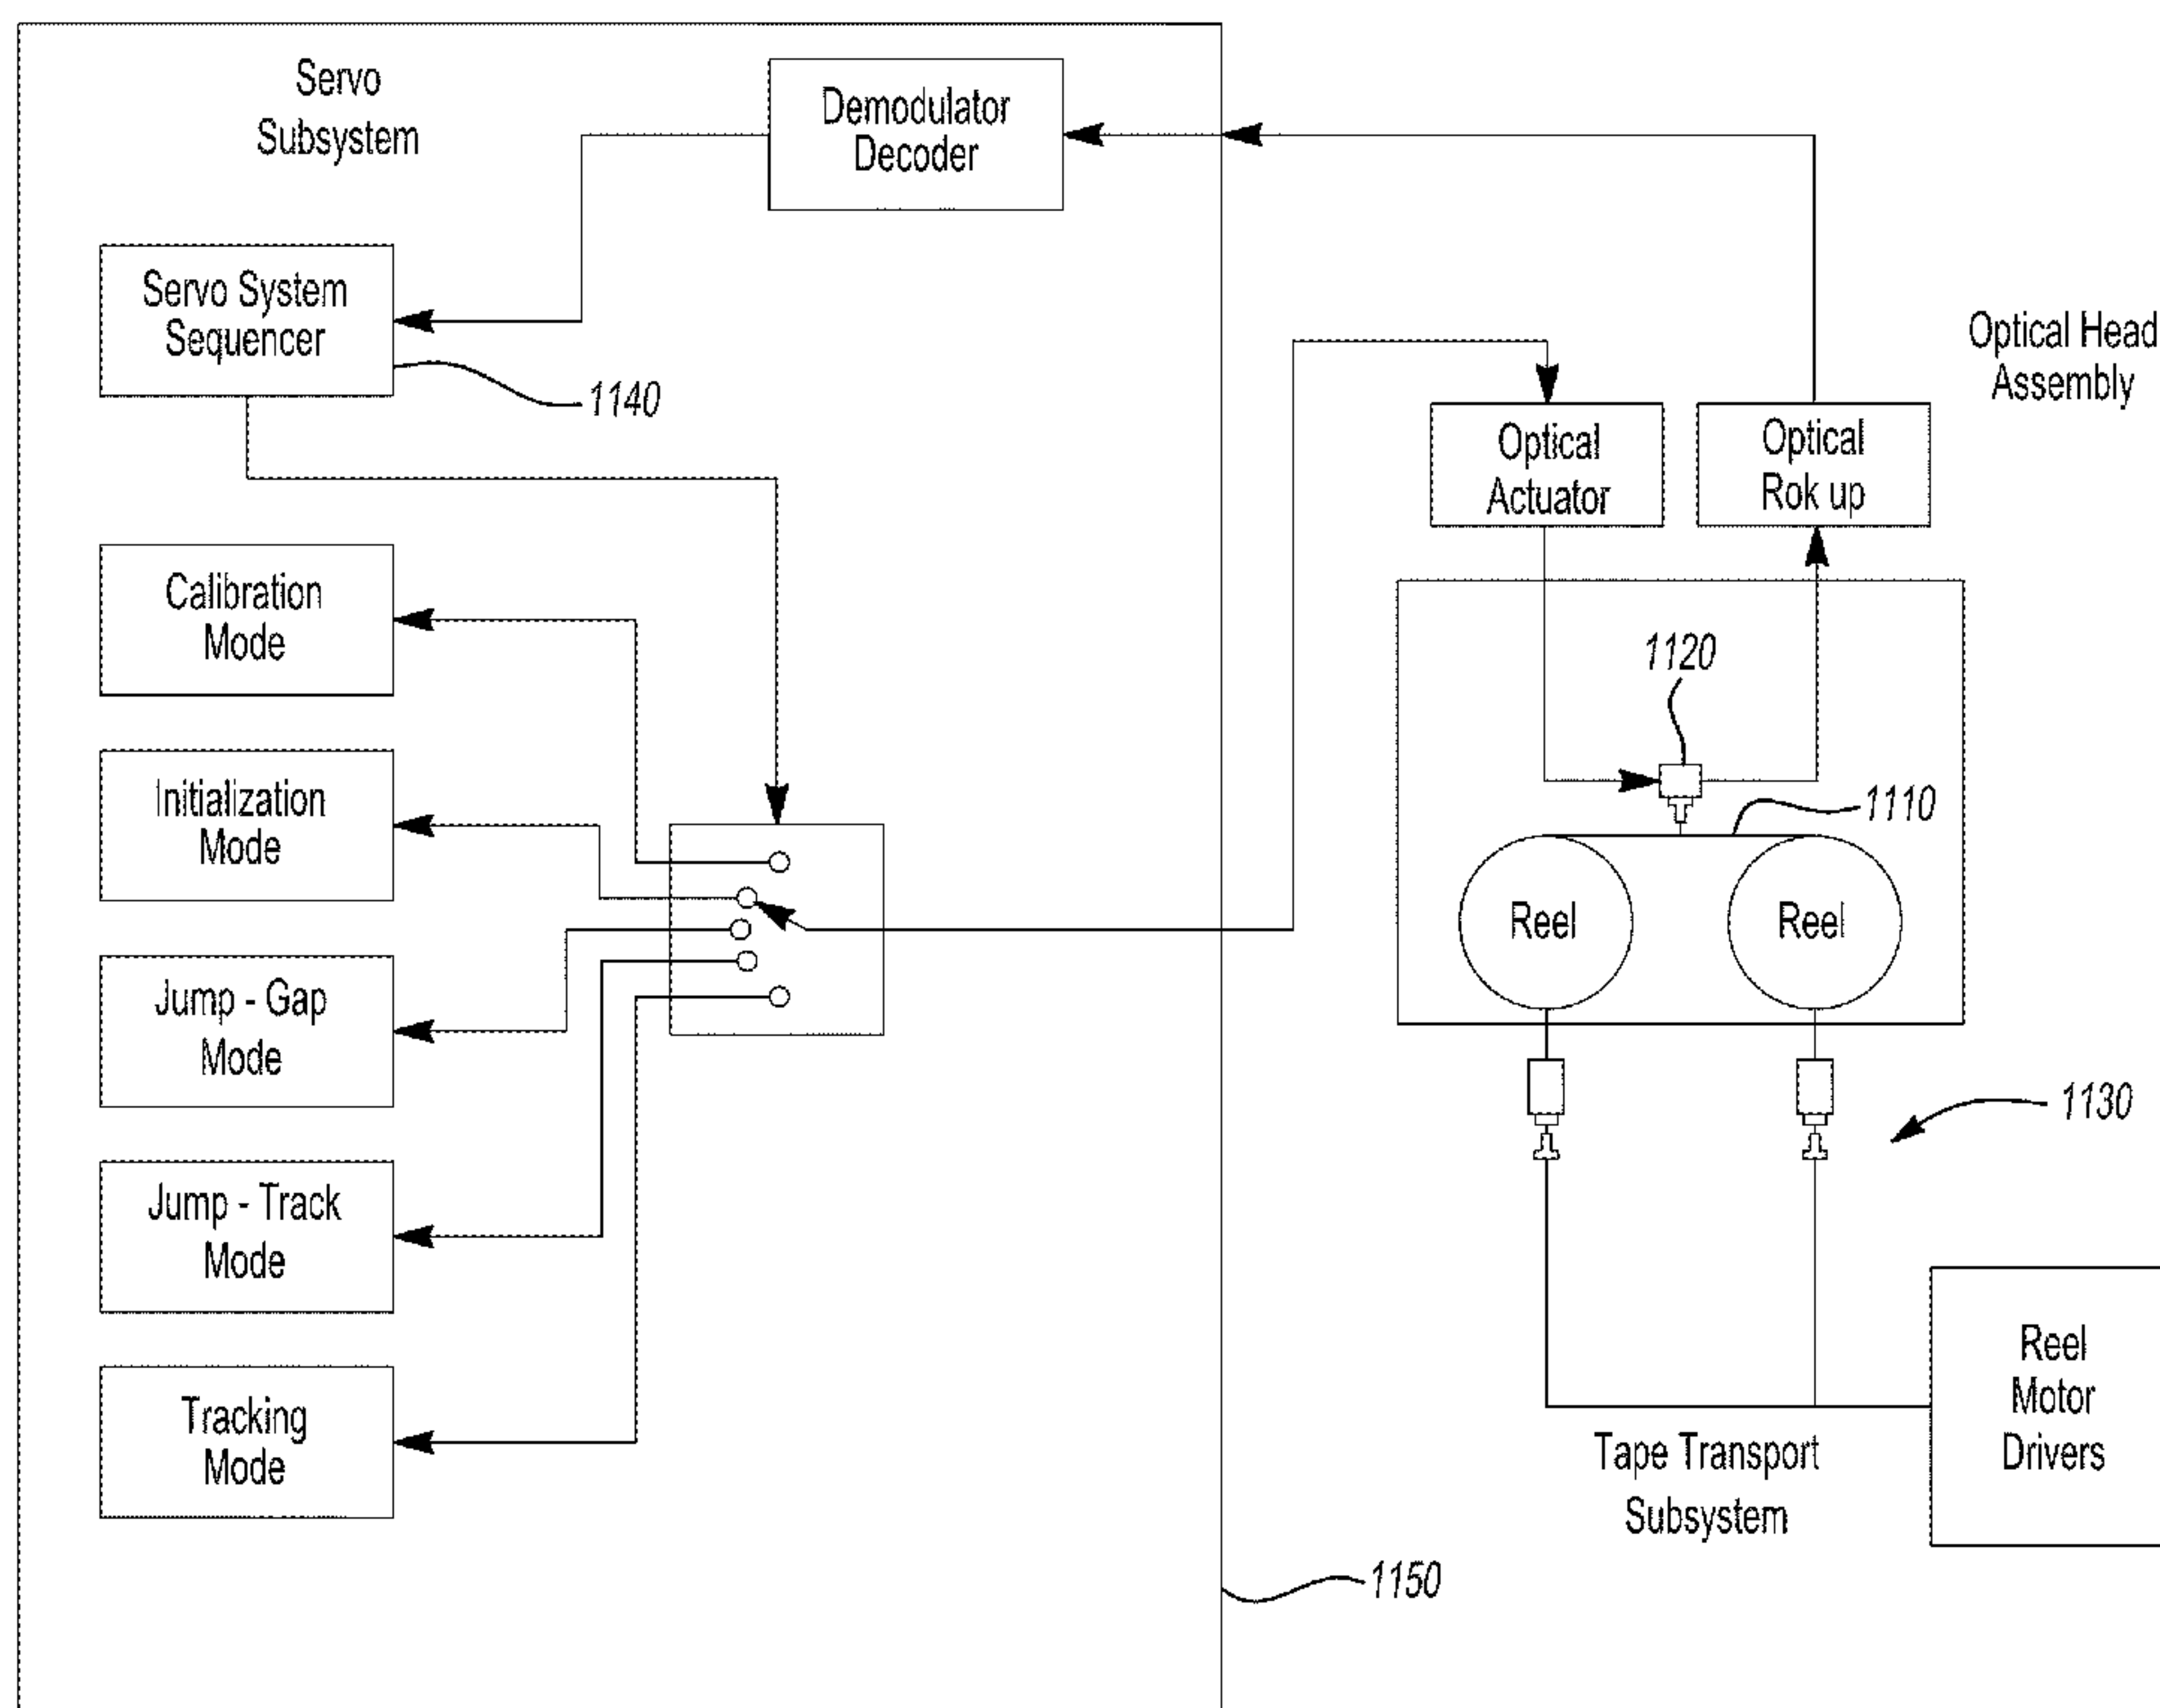 Servo
Subsystem
Demodulator
Decoder
Servo System
Sequencer
1140
Optical Head
Assembly
Optical
Actuator
Optical
Rok up
Calibration
Mode
1120
Initialization
Mode
1110
Reel
Reel
Jump - Gap
Mode
1130
Jump - Track
Mode
Reel
Motor
Drivers
Tracking
Mode
Tape Transport
Subsystem
1150